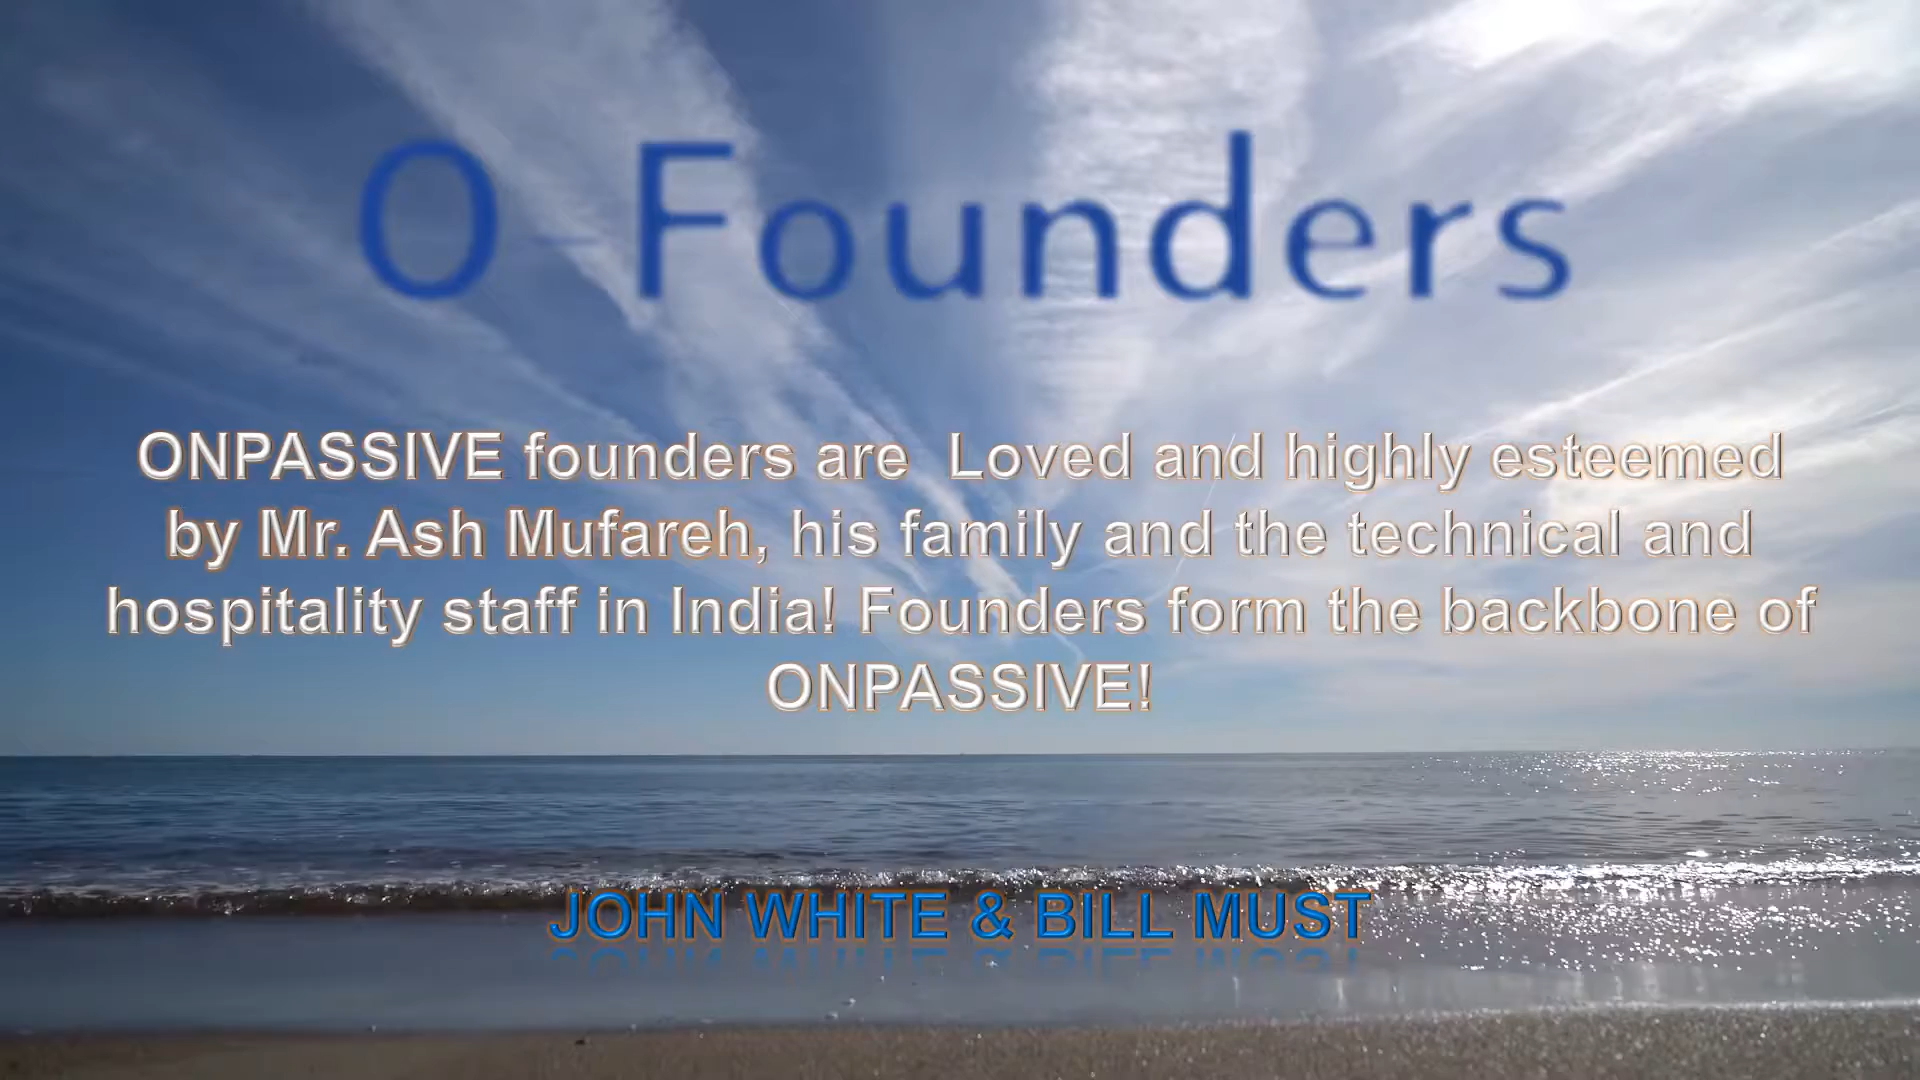 O-Founders
ONPASSIVE founders are  Loved and highly esteemed
by Mr. Ash Mufareh, his family and the technical and
hospitality staff in India! Founders form the backbone of
ONPASSIVE!
JOHN WHITE & BILL MUST